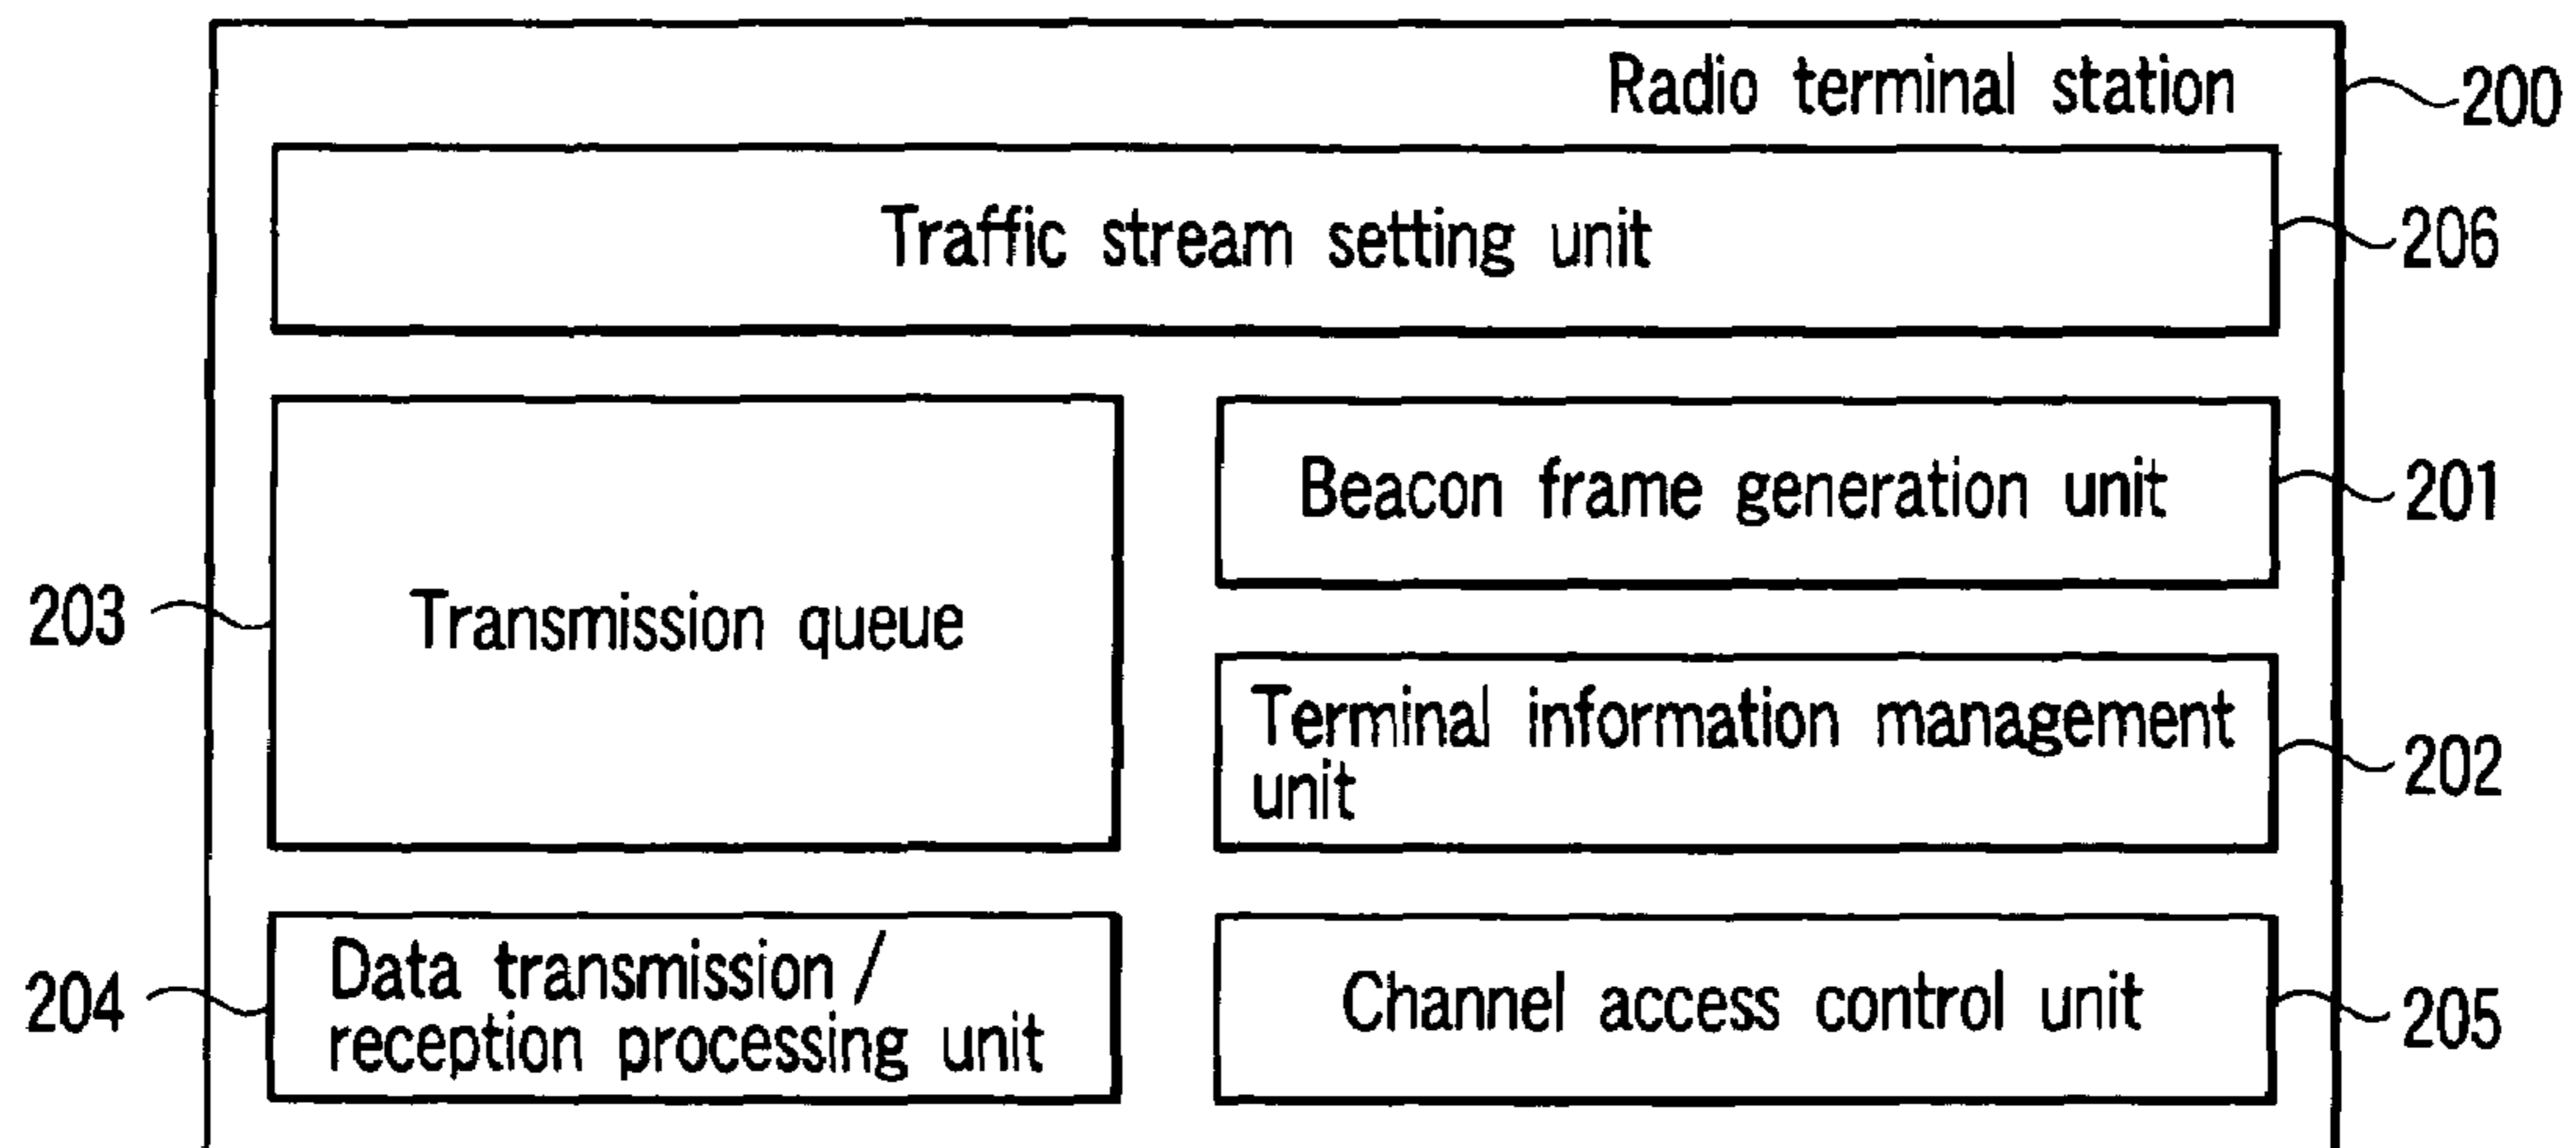 Radio terminal station
200
Traffic stream setting unit
206
Beacon frame generation unit
201
203
Transmission queue
Terminal information management
unit
202
204
Data transmission /
reception processing unit
Channel access control unit
205